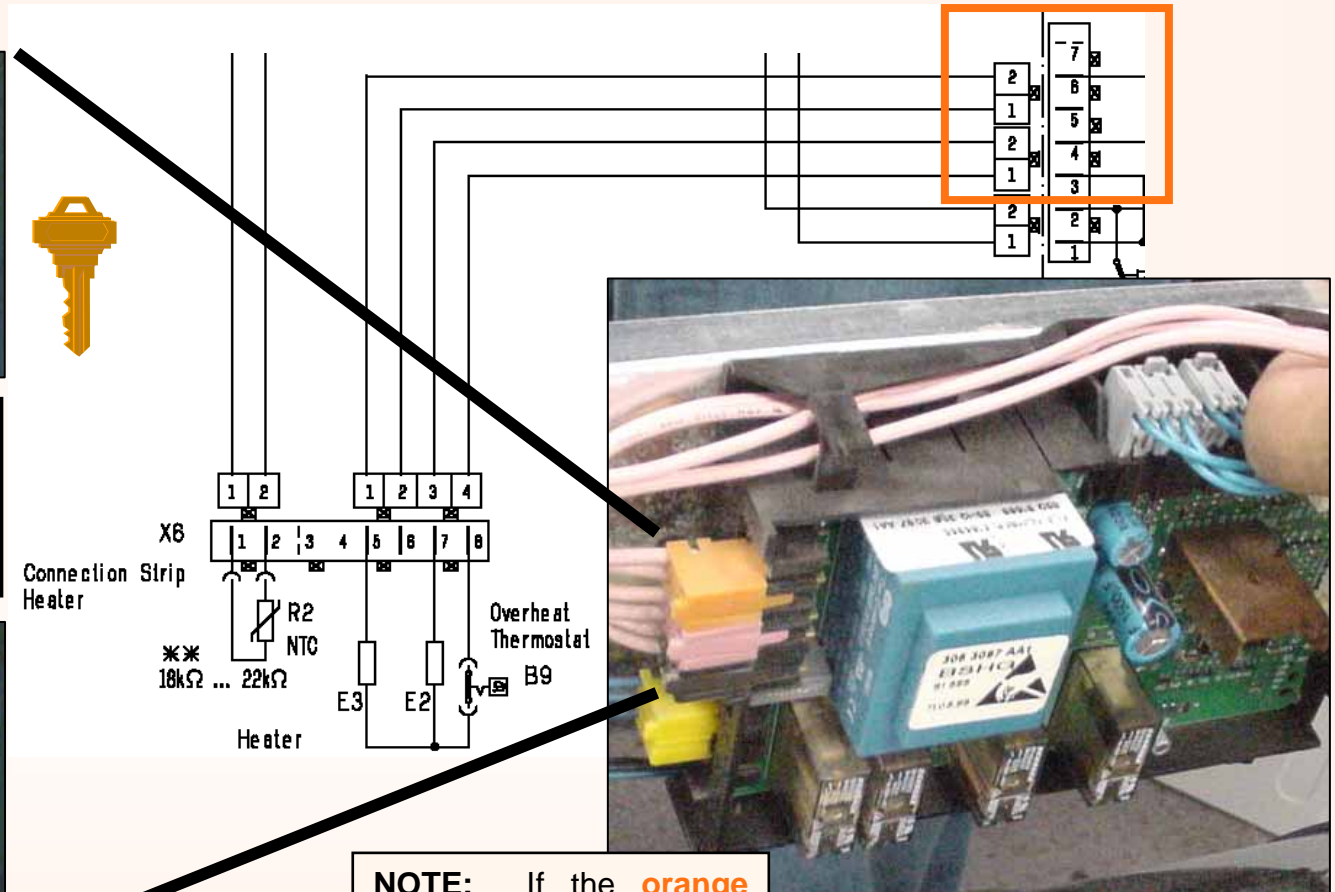 7
2
6
1
5
2
4
1
3
2
2
1
1
1 2
1 2 3 4
X6
1 2 3 4 5 6 7 8
Connection Strip
Heater
R2
NTC
**
18kΩ ... 22kΩ
E3
E2
Overheat
Thermostat
B9
Heater
306 3087 AA1
NOTE: If the orange